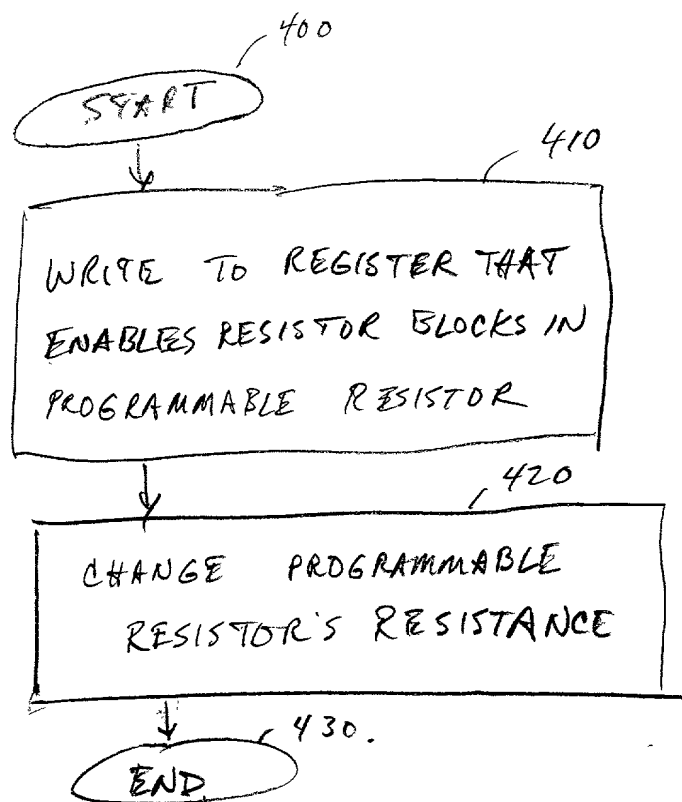 400
START
410
WRITE TO REGISTER THAT
ENABLES RESISTOR BLOCKS IN
PROGRAMMABLE RESISTOR
420
CHANGE PROGRAMMABLE
RESISTOR'S RESISTANCE
430.
END